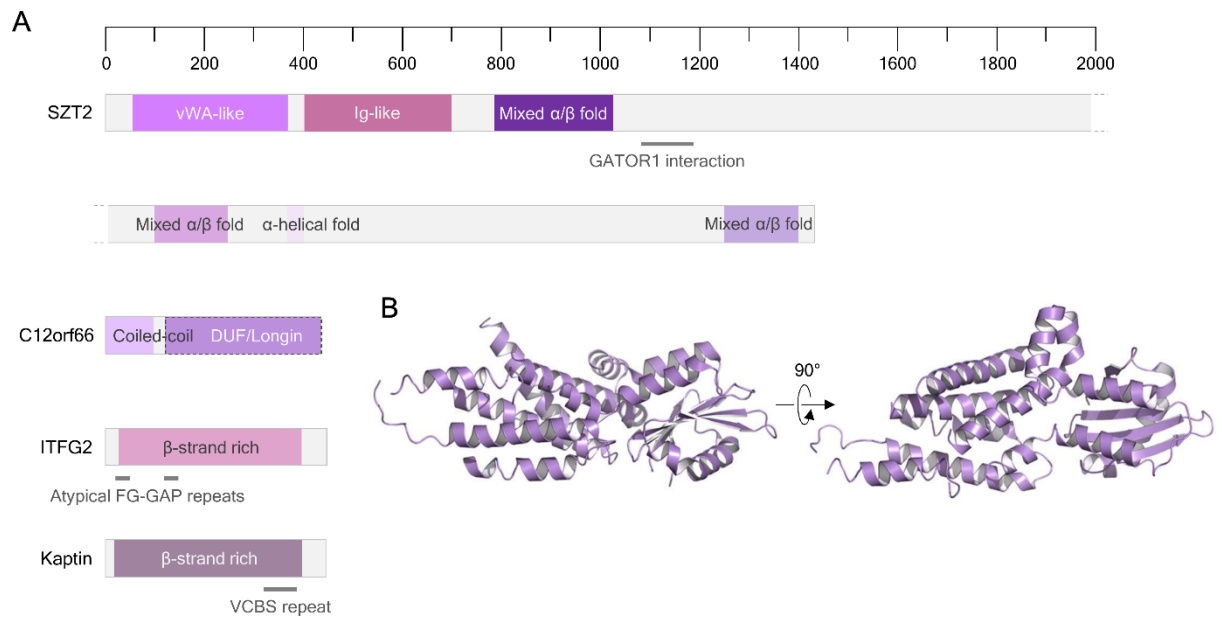 A
0 200 400 600 800 1000 1200 1400 1600 1800 2000
SZT2 vWA-like Ig-like Mixed α/β fold
GATOR1 interaction
Mixed α/β fold α-helical fold Mixed α/β fold
B
C12orf66 Coiled-coil DUF/Longin
90°
ITFG2 β-strand rich
Atypical FG-GAP repeats
Kaptin β-strand rich
VCBS repeat